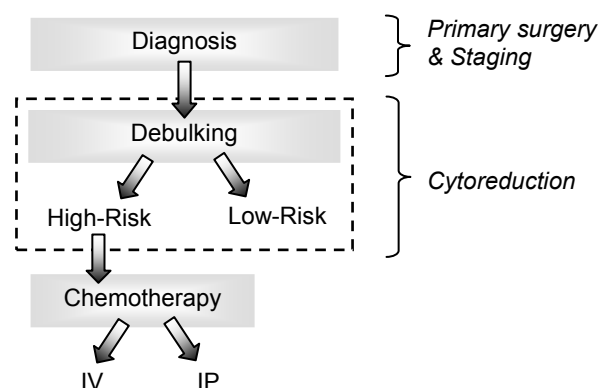 Diagnosis
Primary surgery
& Staging
Debulking
Cytoreduction
High-Risk
Low-Risk
Chemotherapy
IV
IP